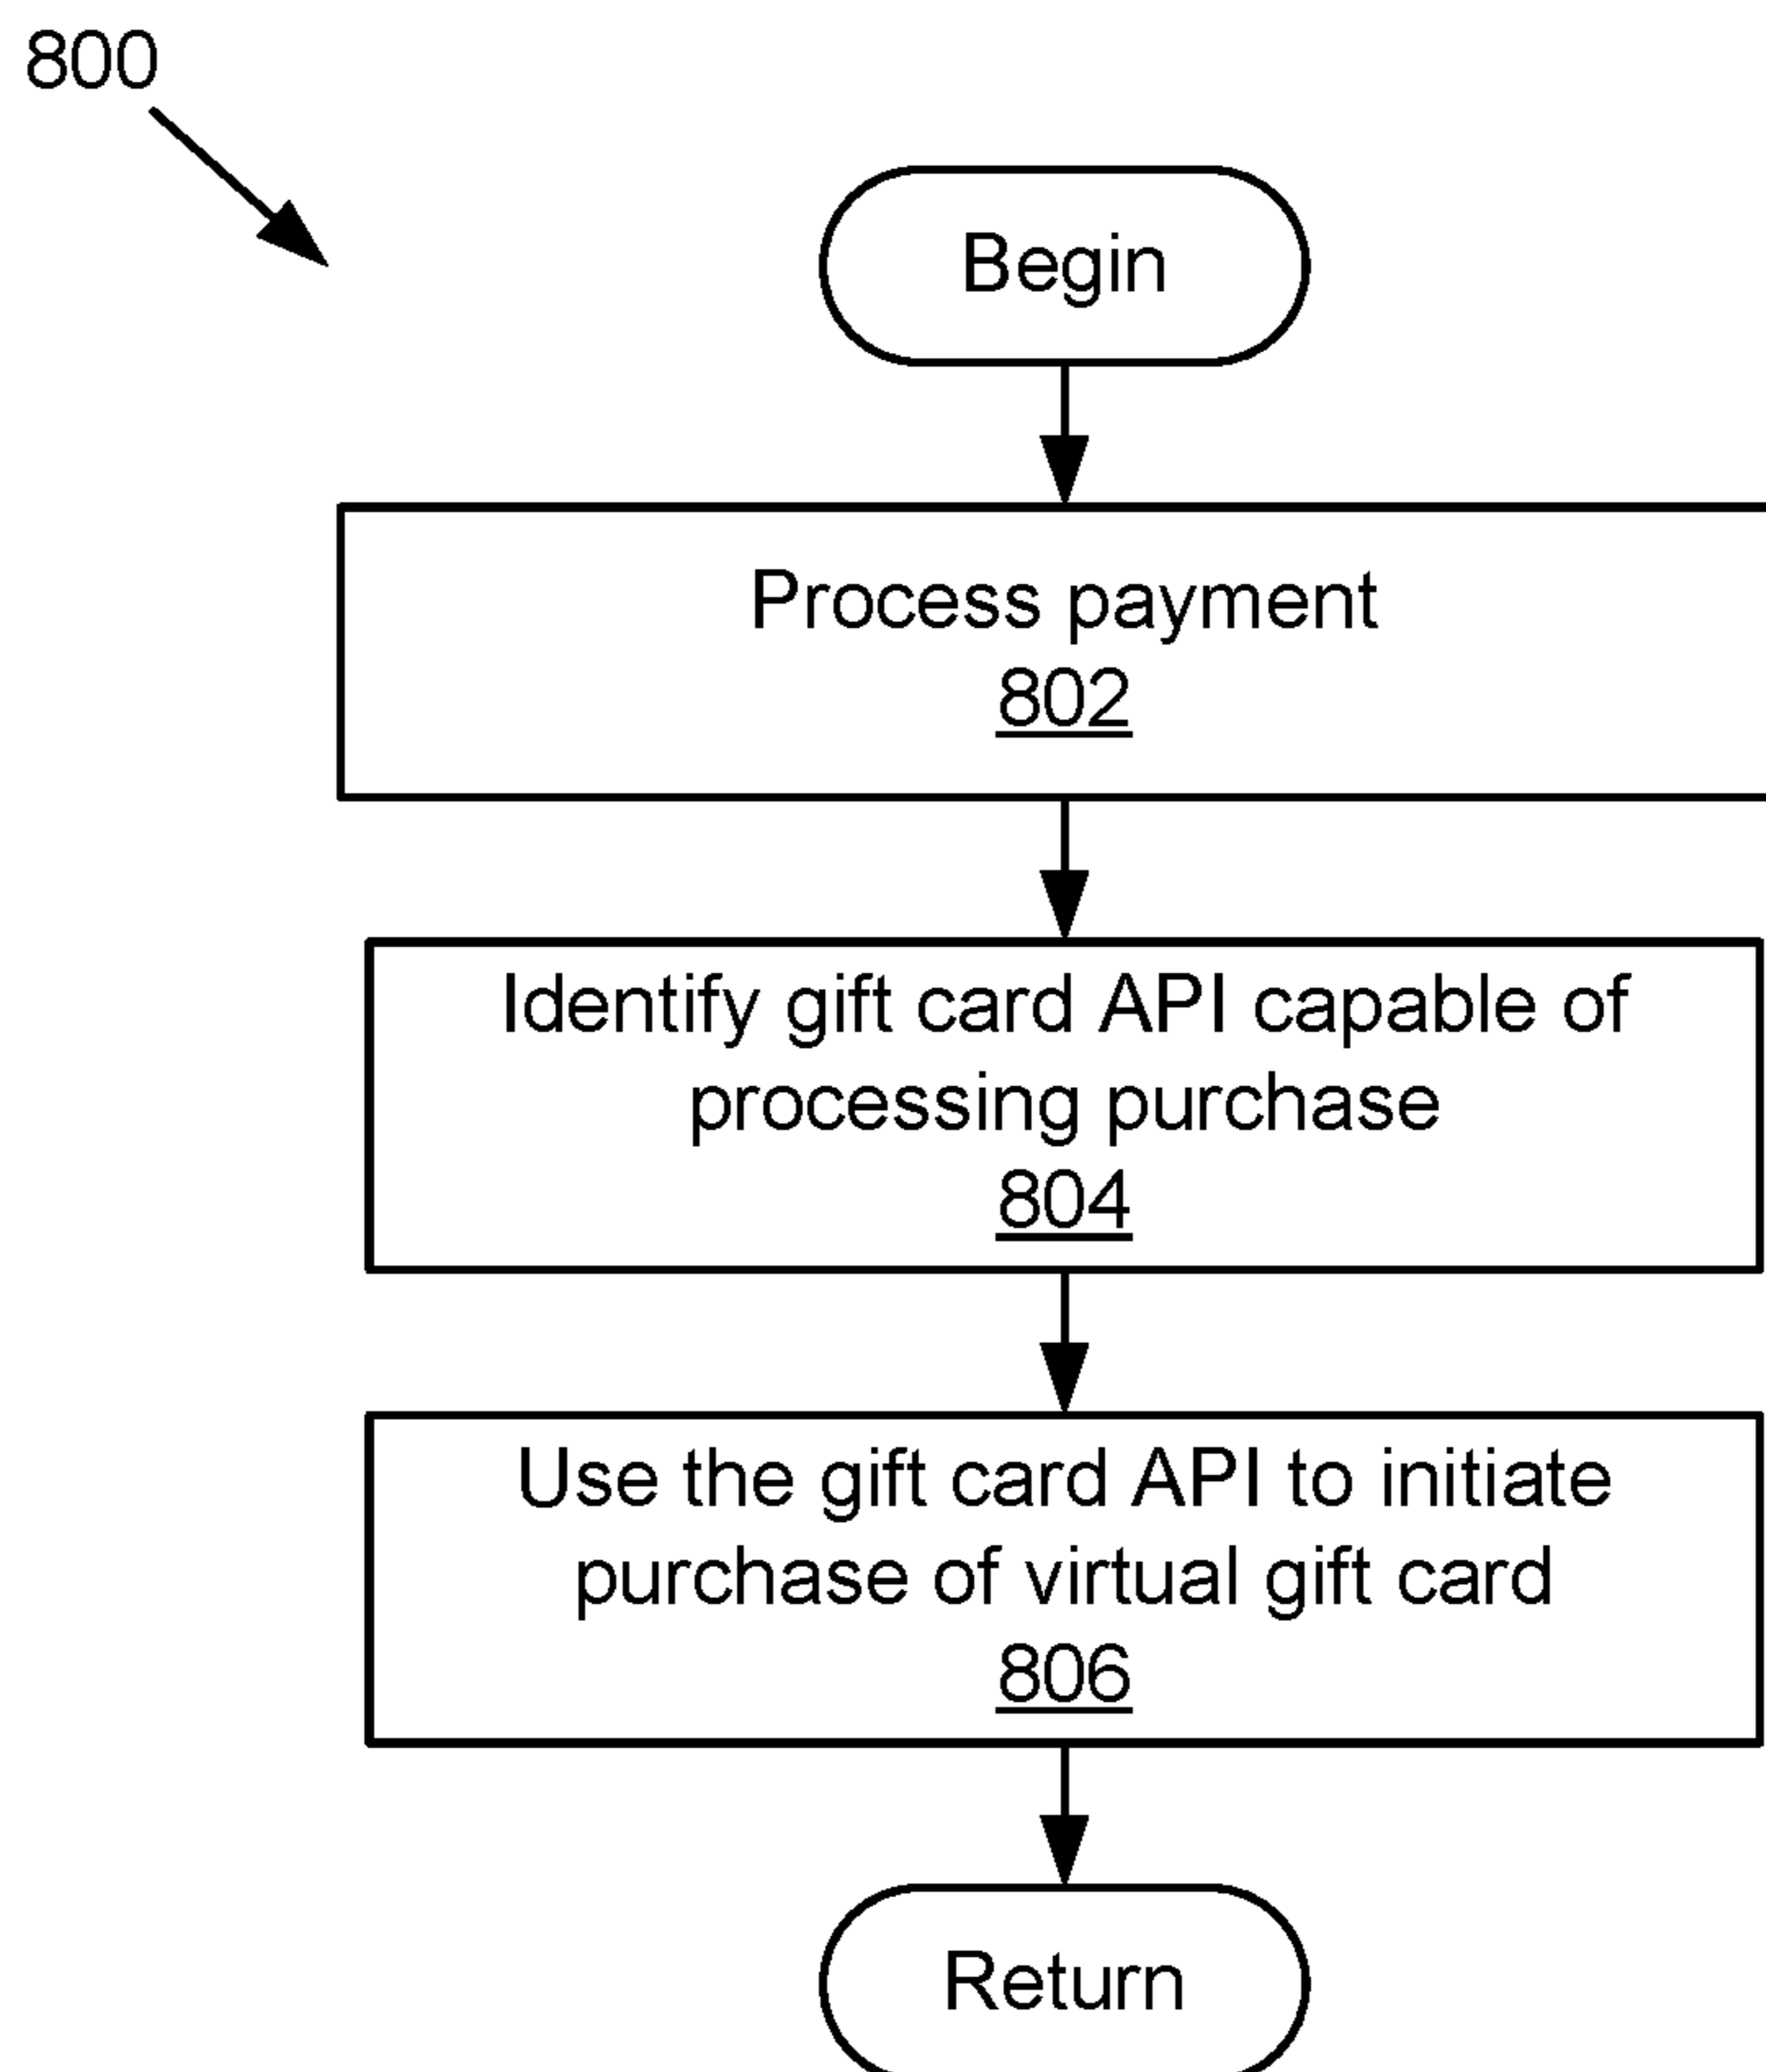 800
Begin
Process payment
802
Identify gift card API capable of
processing purchase
804
Use the gift card API to initiate
purchase of virtual gift card
806
Return